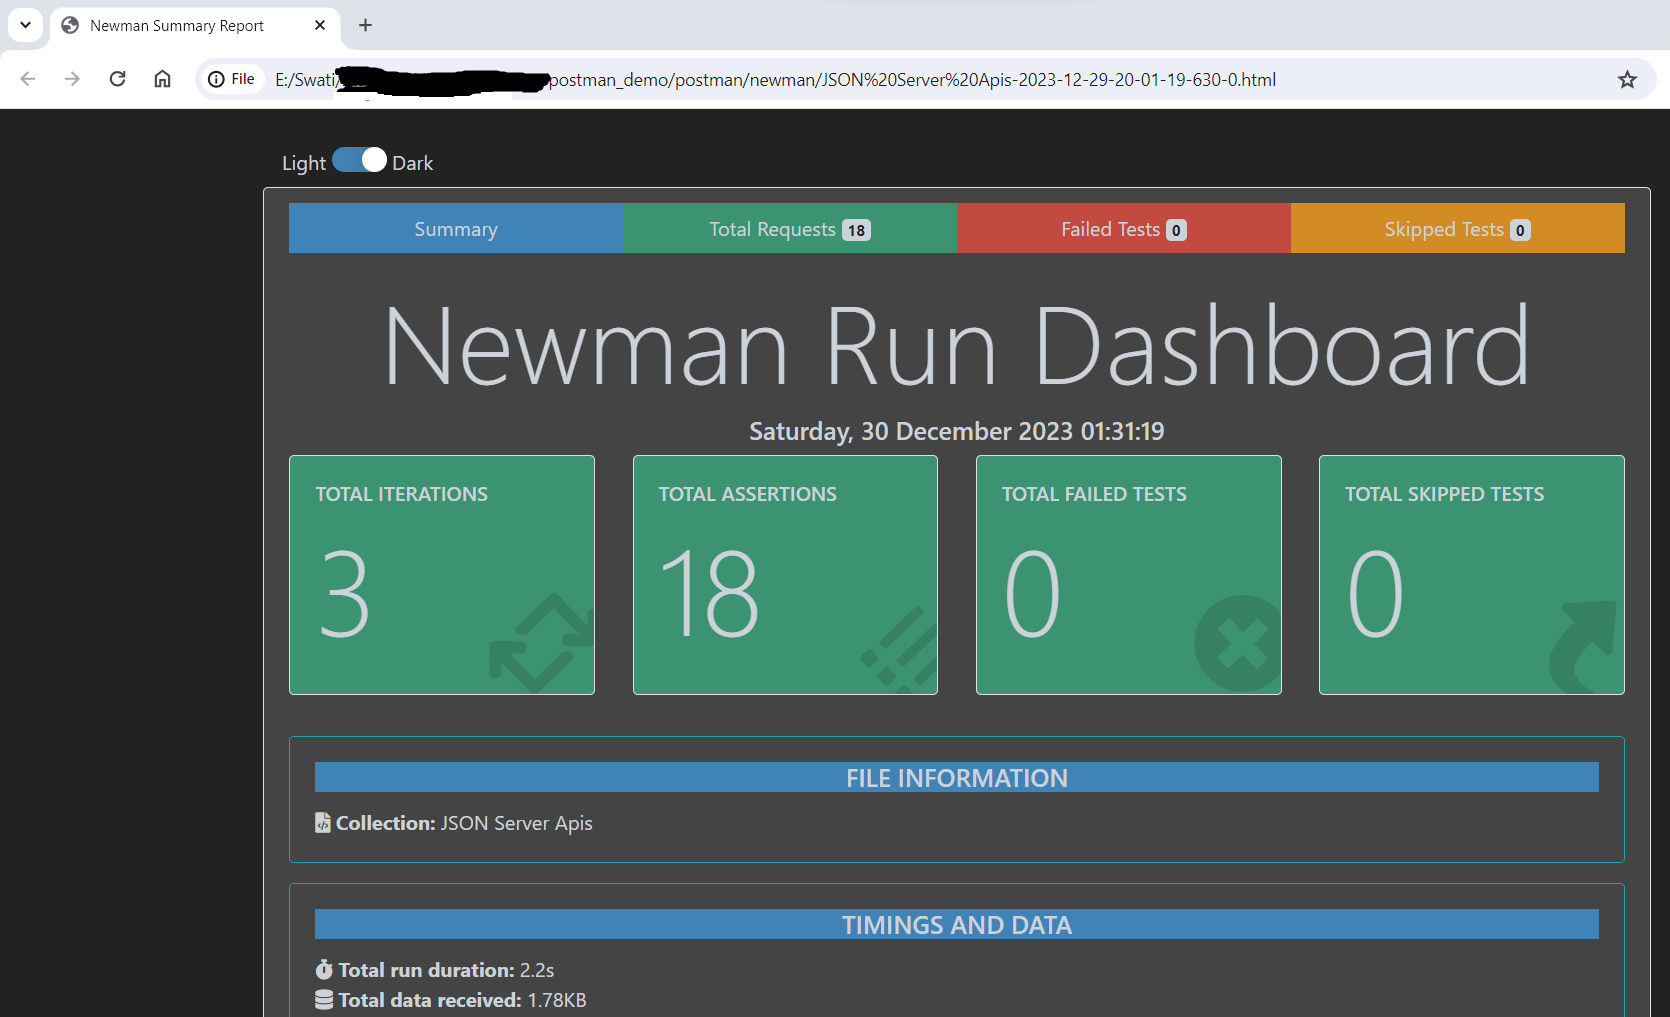 Newman Summary Report
File E:/Swati/ postman_demo/postman/newman/JSON%20Server%20Apis-2023-12-29-20-01-19-630-0.html
Light Dark
Summary Total Requests 18 Failed Tests 0 Skipped Tests 0
Newman Run Dashboard
Saturday, 30 December 2023 01:31:19
TOTAL ITERATIONS TOTAL ASSERTIONS TOTAL FAILED TESTS TOTAL SKIPPED TESTS
3 18 0 0
FILE INFORMATION
Collection: JSON Server Apis
TIMINGS AND DATA
Total run duration: 2.2s
Total data received: 1.78KB